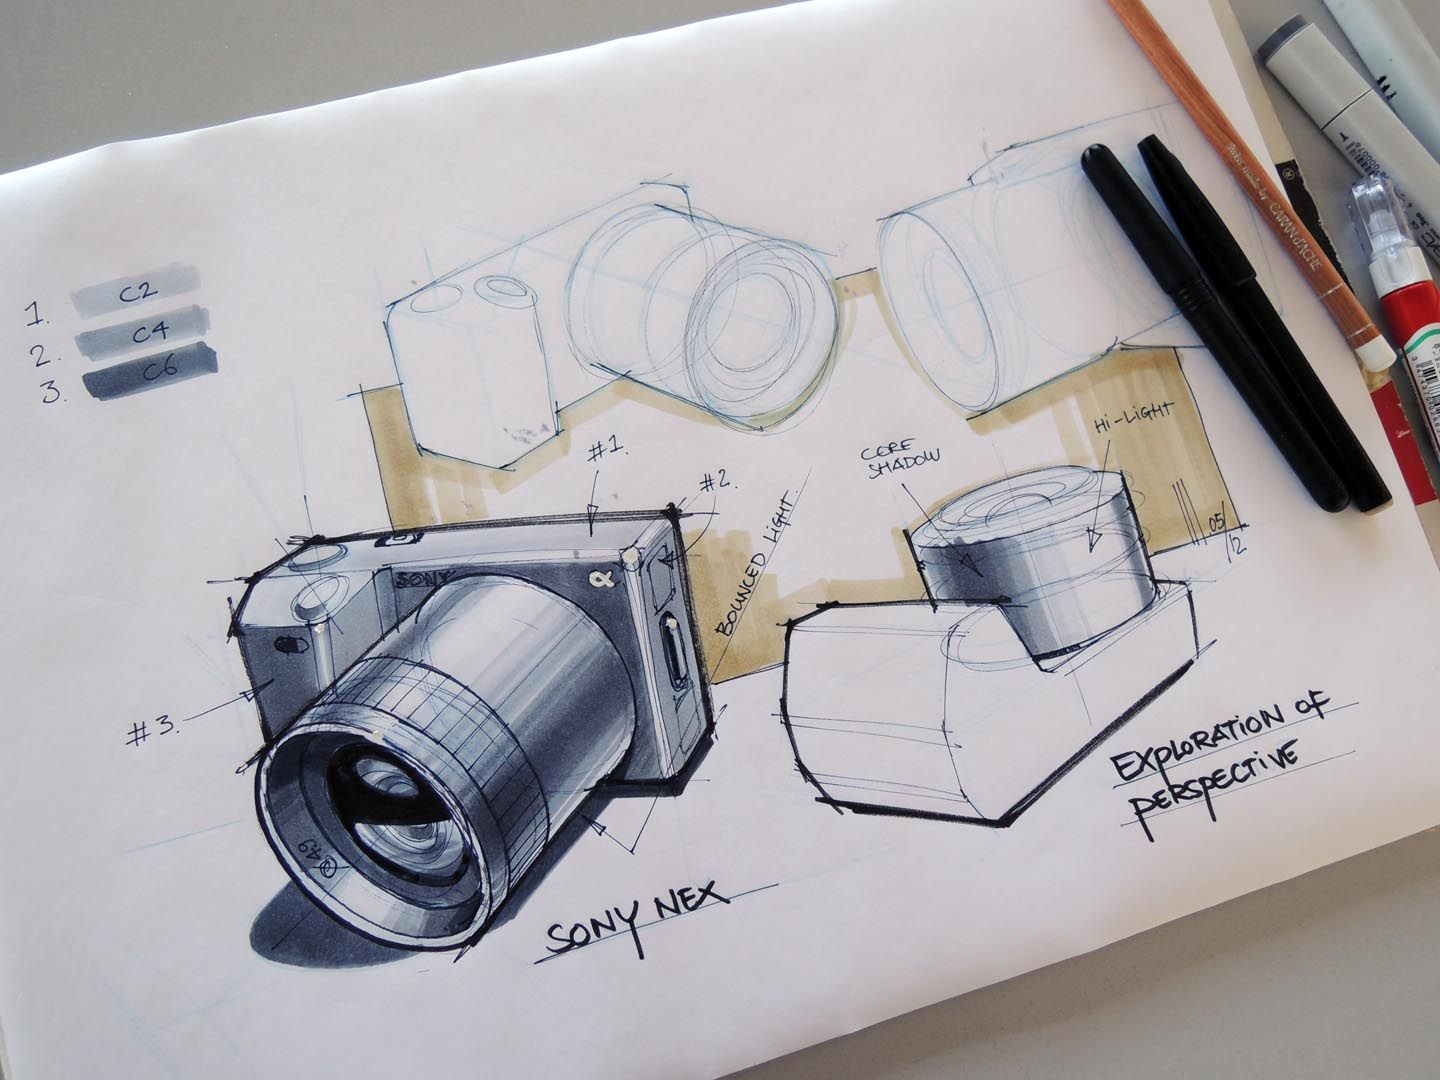 1. C2
2. C4
3. C6
#1.
#2.
#3.
BOUNCED LIGHT.
CORE
SHADOW
Hi-LIGHT
05/
12
SONY
α
SONY NEX
EXPLORATION OF
PERSPECTIVE
CARAN d'ACHE